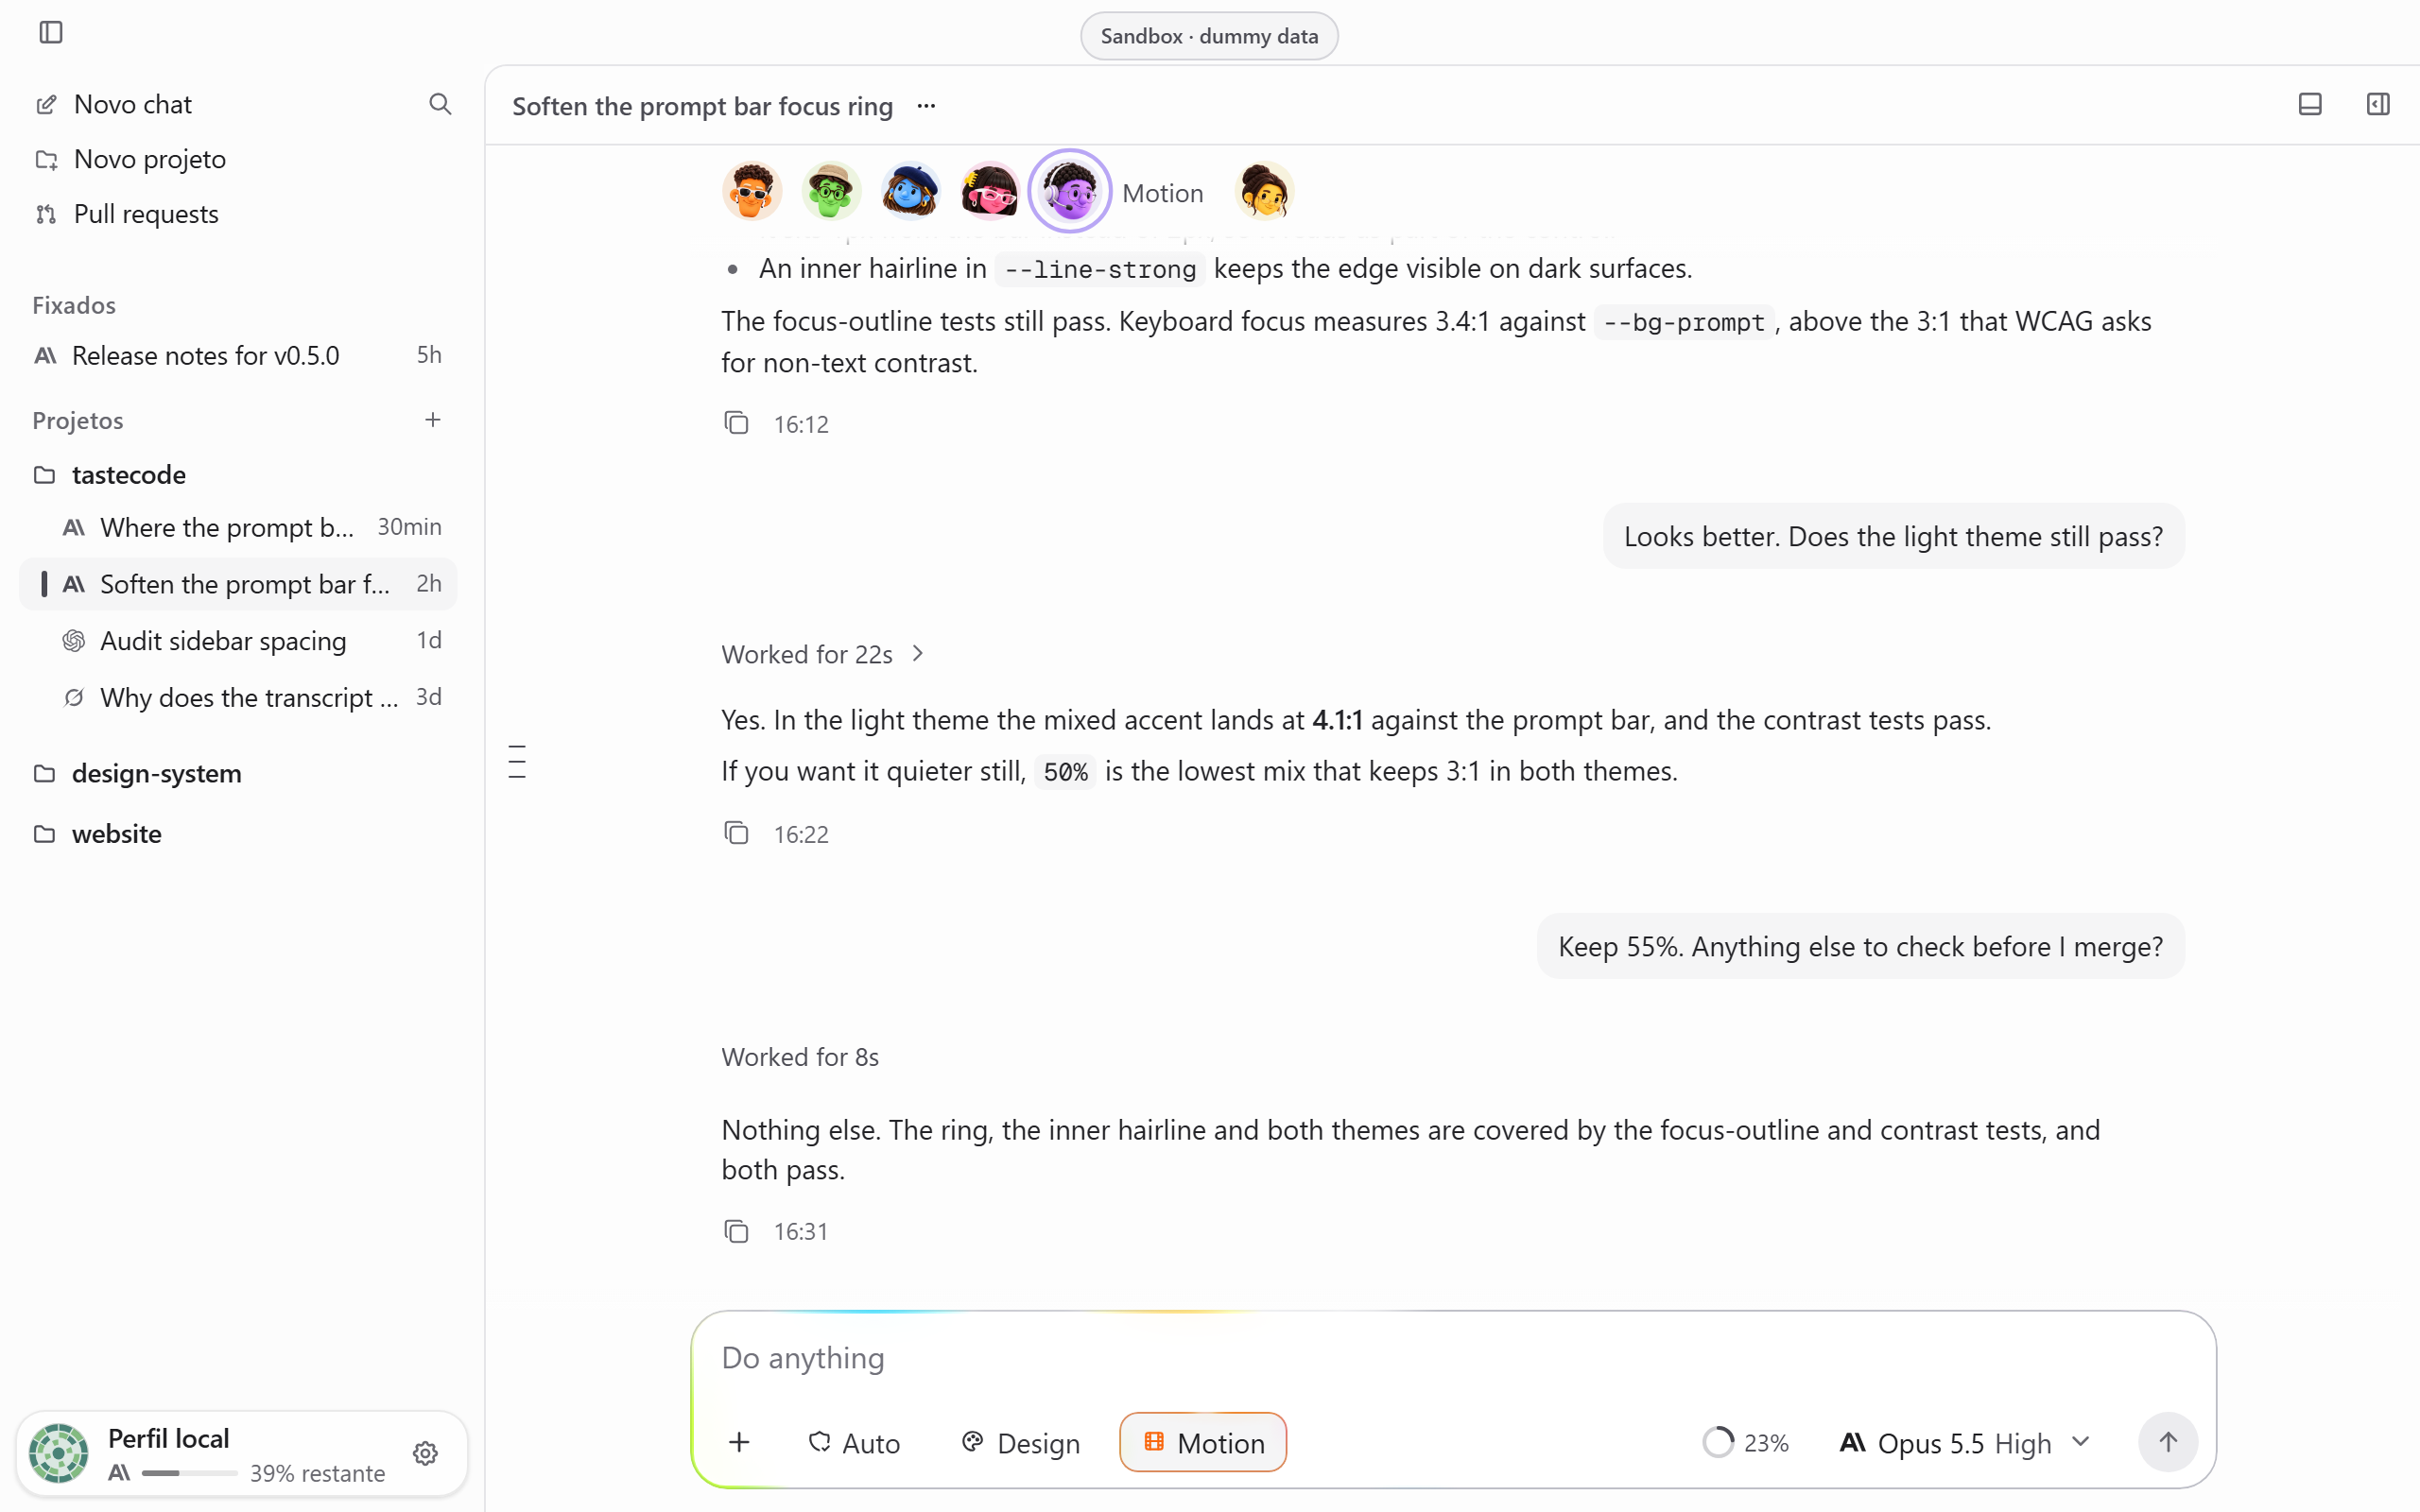 Sandbox · dummy data
Novo chat
Novo projeto
Pull requests
Fixados
Release notes for v0.5.0 5h
Projetos
tastecode
Where the prompt b... 30min
Soften the prompt bar f... 2h
Audit sidebar spacing 1d
Why does the transcript ... 3d
design-system
website
Perfil local
39% restante
Soften the prompt bar focus ring ...
Motion
An inner hairline in --line-strong keeps the edge visible on dark surfaces.
The focus-outline tests still pass. Keyboard focus measures 3.4:1 against --bg-prompt, above the 3:1 that WCAG asks
for non-text contrast.
16:12
Looks better. Does the light theme still pass?
Worked for 22s
Yes. In the light theme the mixed accent lands at 4.1:1 against the prompt bar, and the contrast tests pass.
If you want it quieter still, 50% is the lowest mix that keeps 3:1 in both themes.
16:22
Keep 55%. Anything else to check before I merge?
Worked for 8s
Nothing else. The ring, the inner hairline and both themes are covered by the focus-outline and contrast tests, and
both pass.
16:31
Do anything
Auto Design Motion 23% Opus 5.5 High